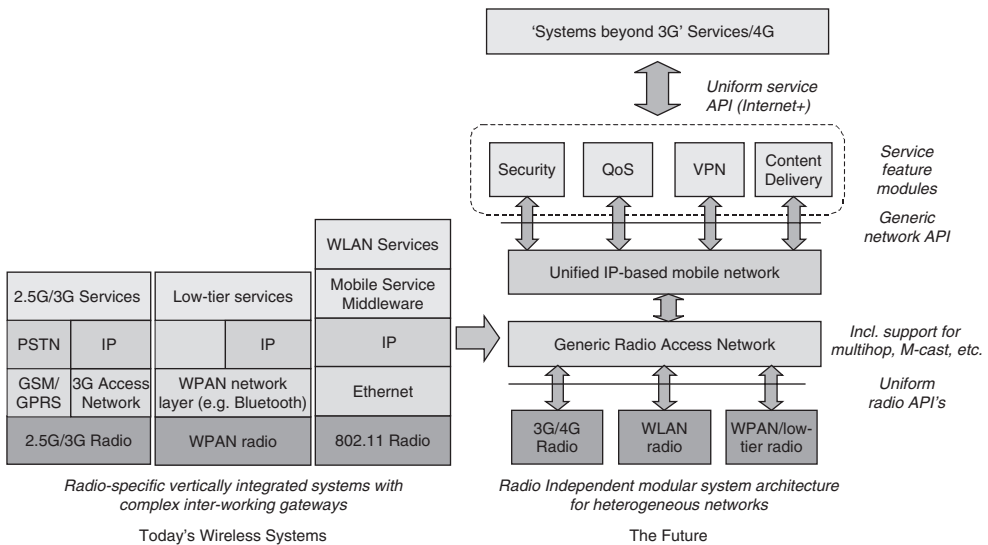 'Systems beyond 3G' Services/4G
Uniform service
API (Internet+)
Security
QoS
VPN
Content
Delivery
Service
feature
modules
Generic
network API
Unified IP-based mobile network
Generic Radio Access Network
Incl. support for
multihop, M-cast, etc.
Uniform
radio API's
3G/4G
Radio
WLAN
radio
WPAN/low-
tier radio
Radio Independent modular system architecture
for heterogeneous networks
The Future
2.5G/3G Services
PSTN
IP
GSM/
GPRS
3G Access
Network
2.5G/3G Radio
Low-tier services
IP
WPAN network
layer (e.g. Bluetooth)
WPAN radio
WLAN Services
Mobile Service
Middleware
IP
Ethernet
802.11 Radio
Radio-specific vertically integrated systems with
complex inter-working gateways
Today's Wireless Systems